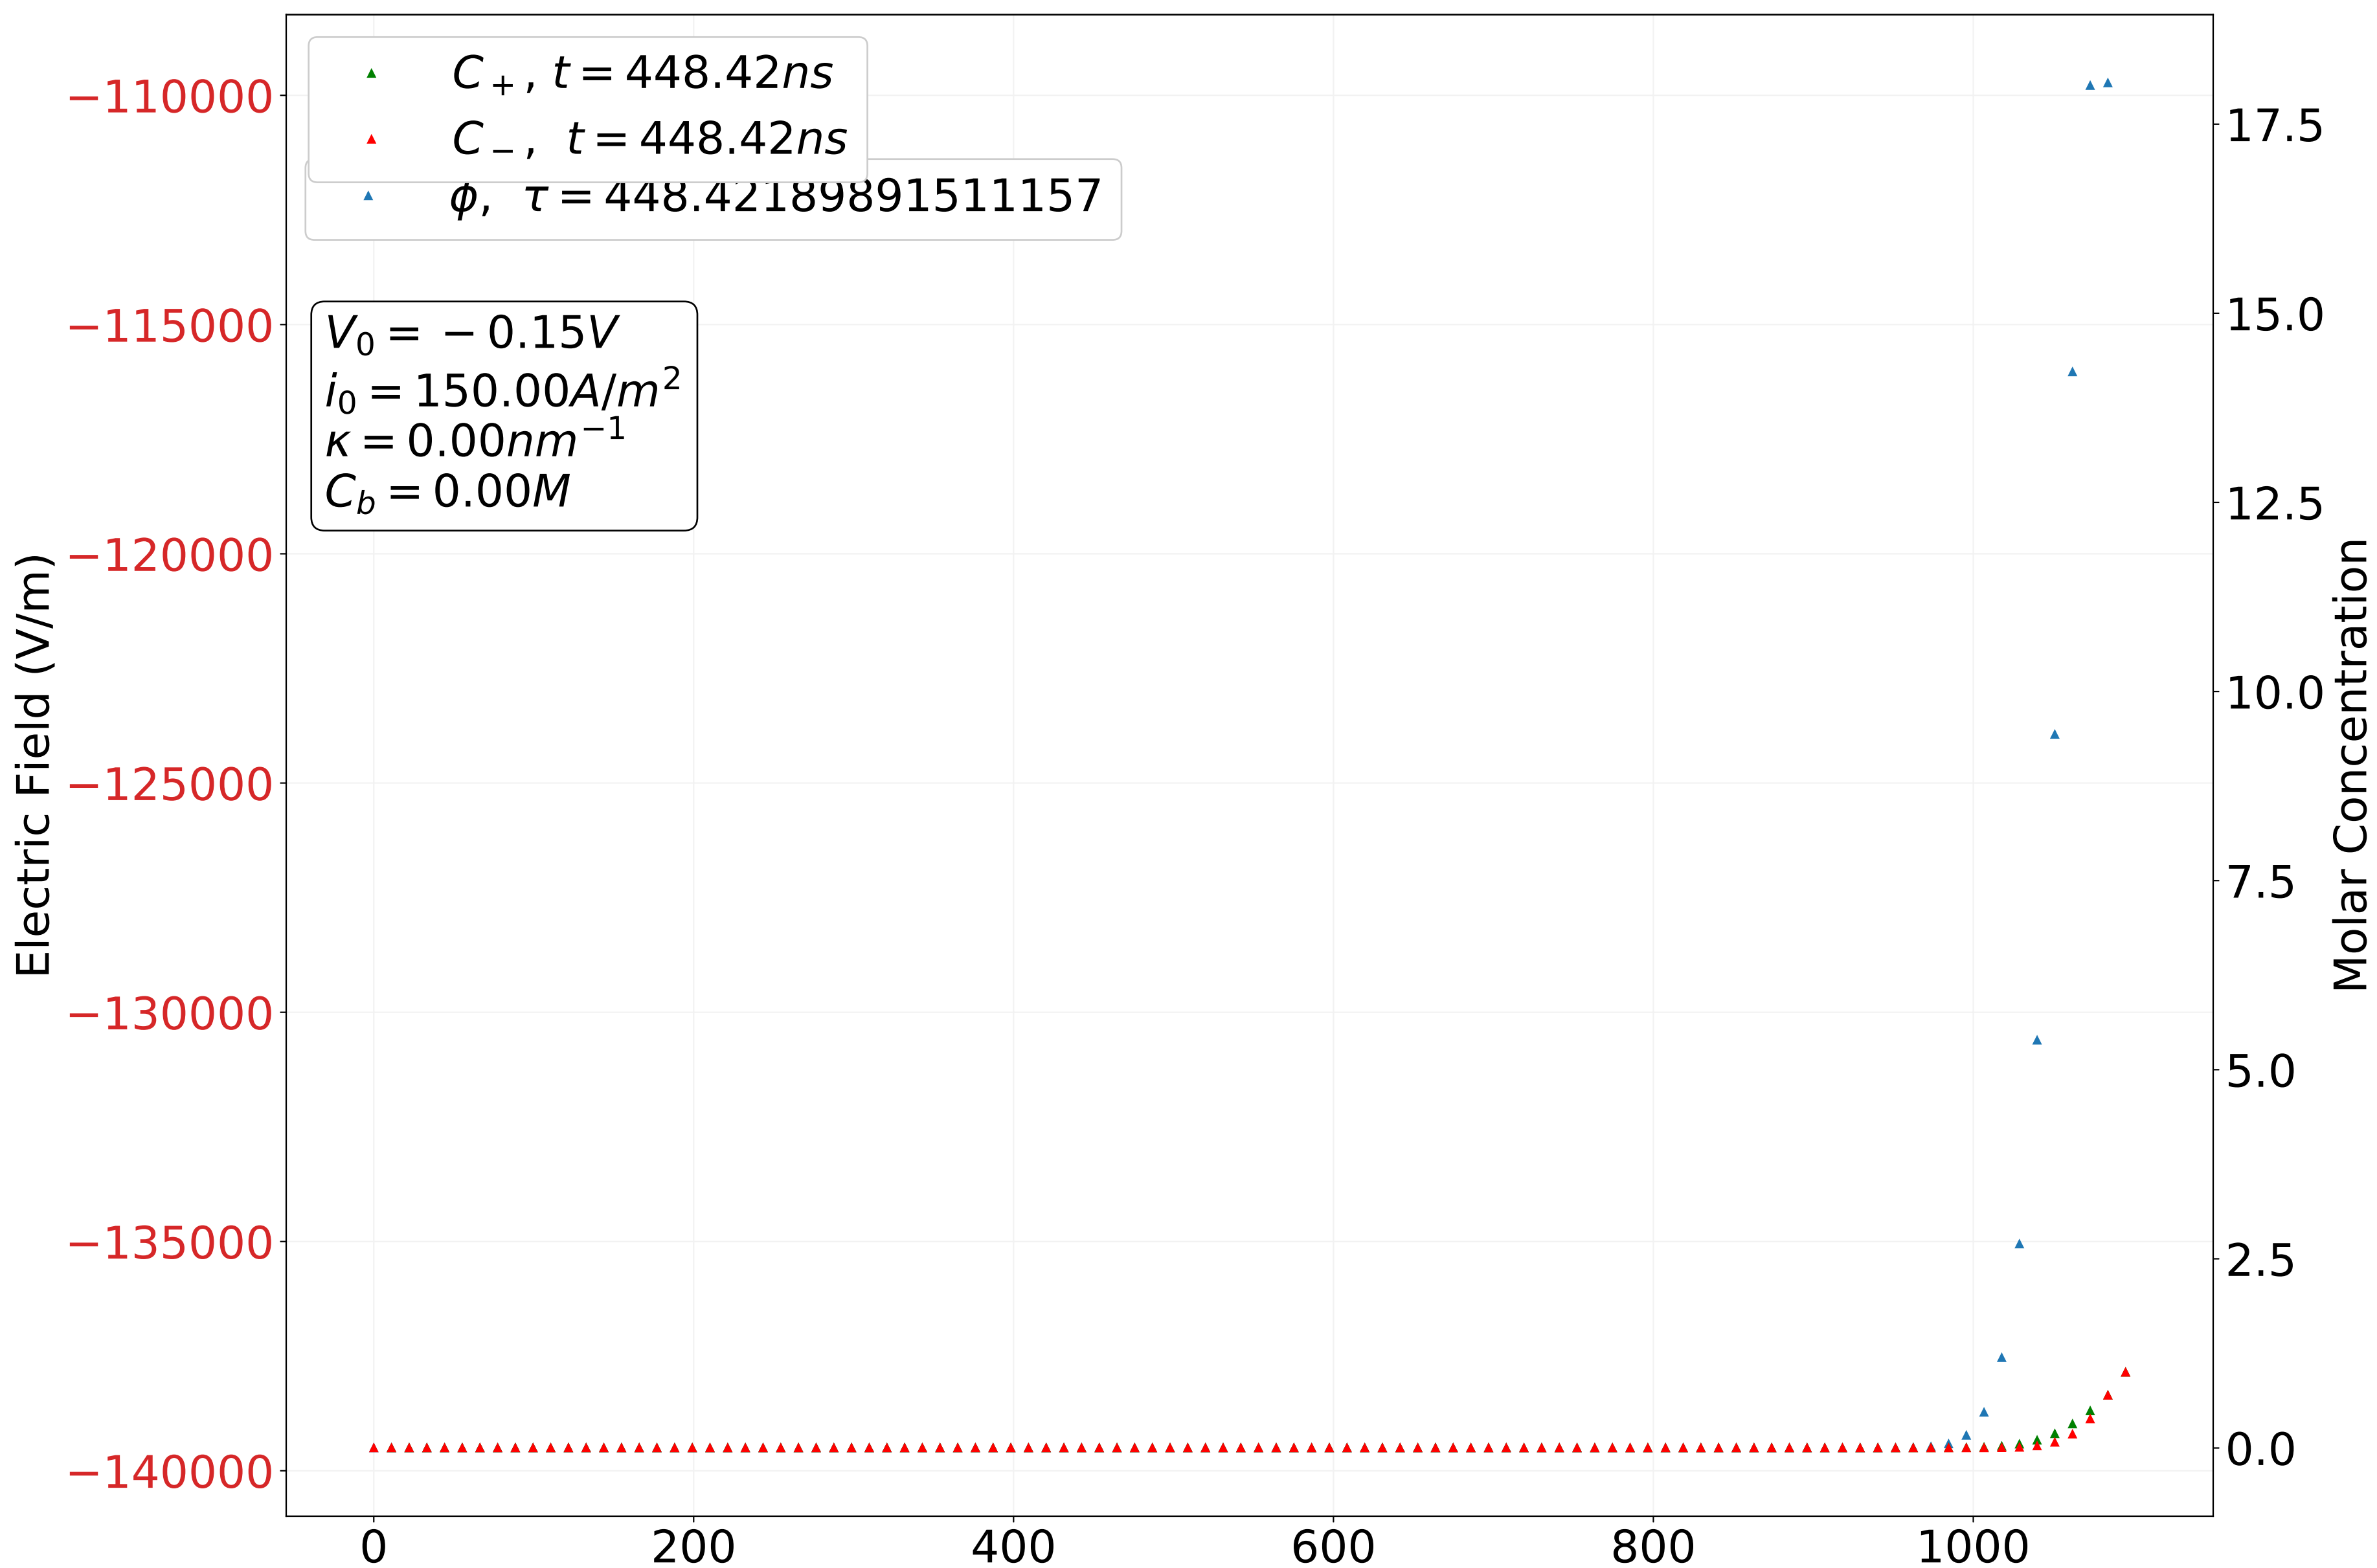 C₊, t = 448.42ns
C₋, t = 448.42ns
ϕ, τ = 448.4218989151115​7
V₀ = −0.15V
i₀ = 150.00A/m²
κ = 0.00nm⁻¹
C_b = 0.00M
Electric Field (V/m)
−110000
−115000
−120000
−125000
−130000
−135000
−140000
Molar Concentration
17.5
15.0
12.5
10.0
7.5
5.0
2.5
0.0
0
200
400
600
800
1000